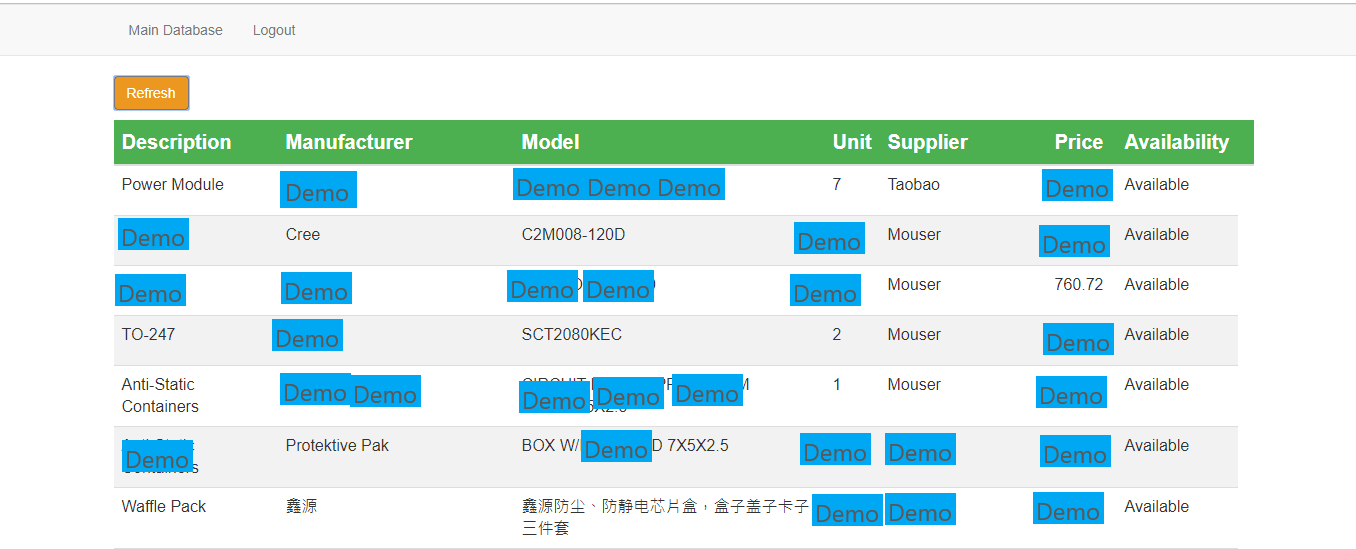 Main Database Logout
Refresh
Description Manufacturer Model Unit Supplier Price Availability
Power Module Demo Demo Demo Demo 7 Taobao Demo Available
Demo Cree C2M008-120D Demo Mouser Demo Available
Demo Demo Demo Demo Demo Mouser 760.72 Available
TO-247 Demo SCT2080KEC 2 Mouser Demo Available
Anti-Static Demo Demo Demo Demo Demo 1 Mouser Demo Available
Containers
Demo Protektive Pak BOX W/ Demo D 7X5X2.5 Demo Demo Demo Available
Waffle Pack 鑫源 鑫源防尘、防静电芯片盒，盒子盖子卡子 Demo Demo Demo Available
三件套